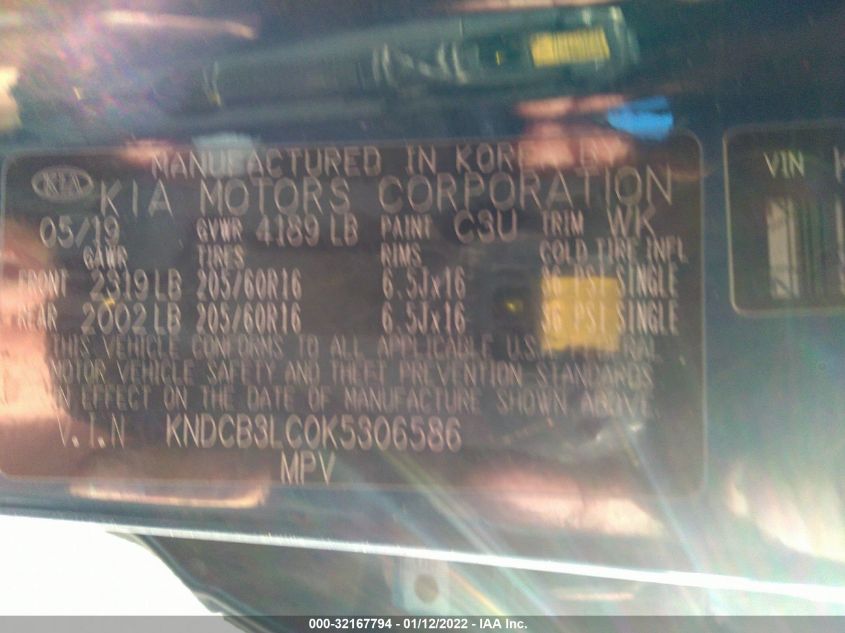 MANUFACTURED IN KOREA BY
KIA KIA MOTORS CORPORATION
05/19 GVWR 4189 LB PAINT C3U TRIM WK
GAWR TIRES RIMS COLD TIRE INFL
FRONT 2319 LB 205/60R16 6.5Jx16 36 PSI SINGLE
REAR 2002 LB 205/60R16 6.5Jx16 36 PSI SINGLE
THIS VEHICLE CONFORMS TO ALL APPLICABLE U.S. FEDERAL
MOTOR VEHICLE SAFETY AND THEFT PREVENTION STANDARDS
IN EFFECT ON THE DATE OF MANUFACTURE SHOWN ABOVE.
V.I.N KNDCB3LC0K5306586
MPV
VIN K
000-32167794 - 01/12/2022 - IAA Inc.